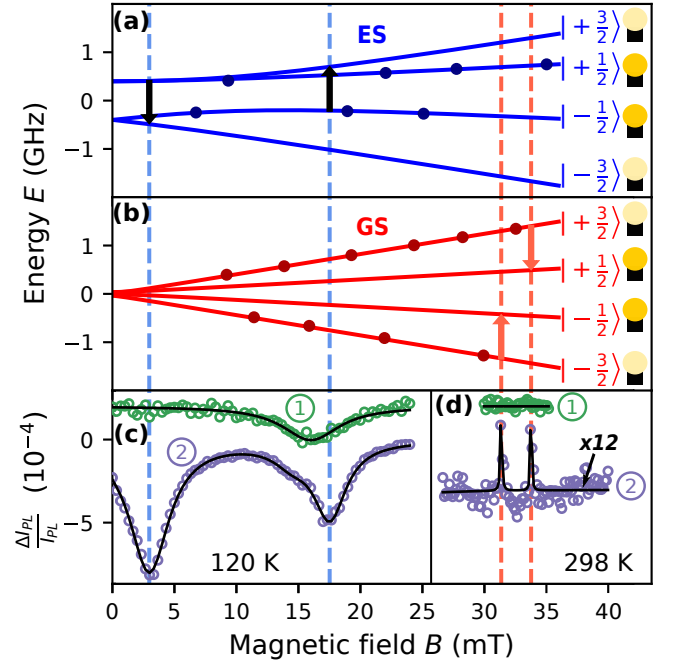 (a)
ES
1
0
−1
| + 3/2⟩
| + 1/2⟩
| − 1/2⟩
| − 3/2⟩
Energy E (GHz)
(b)
GS
1
0
−1
| + 3/2⟩
| + 1/2⟩
| − 1/2⟩
| − 3/2⟩
ΔI_PL/I_PL (10⁻⁴)
0
−5
1
(c)
2
120 K
(d)
1
x12
2
298 K
0 5 10 15 20 25 30 35 40
Magnetic field B (mT)